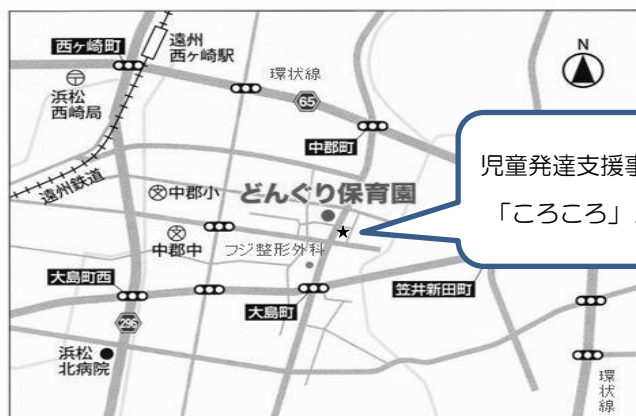 西ヶ崎町
遠州
西ヶ崎駅
N
〒
浜松
西崎局
環状線
65
中郡町
遠州鉄道
文中郡小
どんぐり保育園
児童発達支援事
「ころころ」
文
中郡中
フジ整形外科
★
大島町西
大島町
笠井新田町
296
浜松
北病院
環
状
線